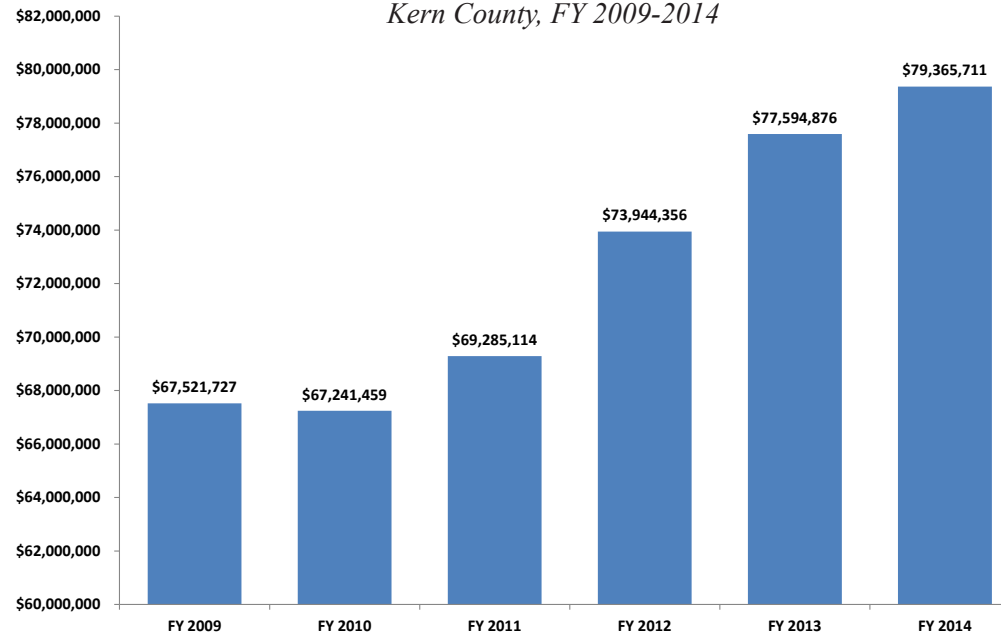 Kern County, FY 2009-2014
$82,000,000
$80,000,000
$78,000,000
$76,000,000
$74,000,000
$72,000,000
$70,000,000
$68,000,000
$66,000,000
$64,000,000
$62,000,000
$60,000,000
$67,521,727
$67,241,459
$69,285,114
$73,944,356
$77,594,876
$79,365,711
FY 2009
FY 2010
FY 2011
FY 2012
FY 2013
FY 2014